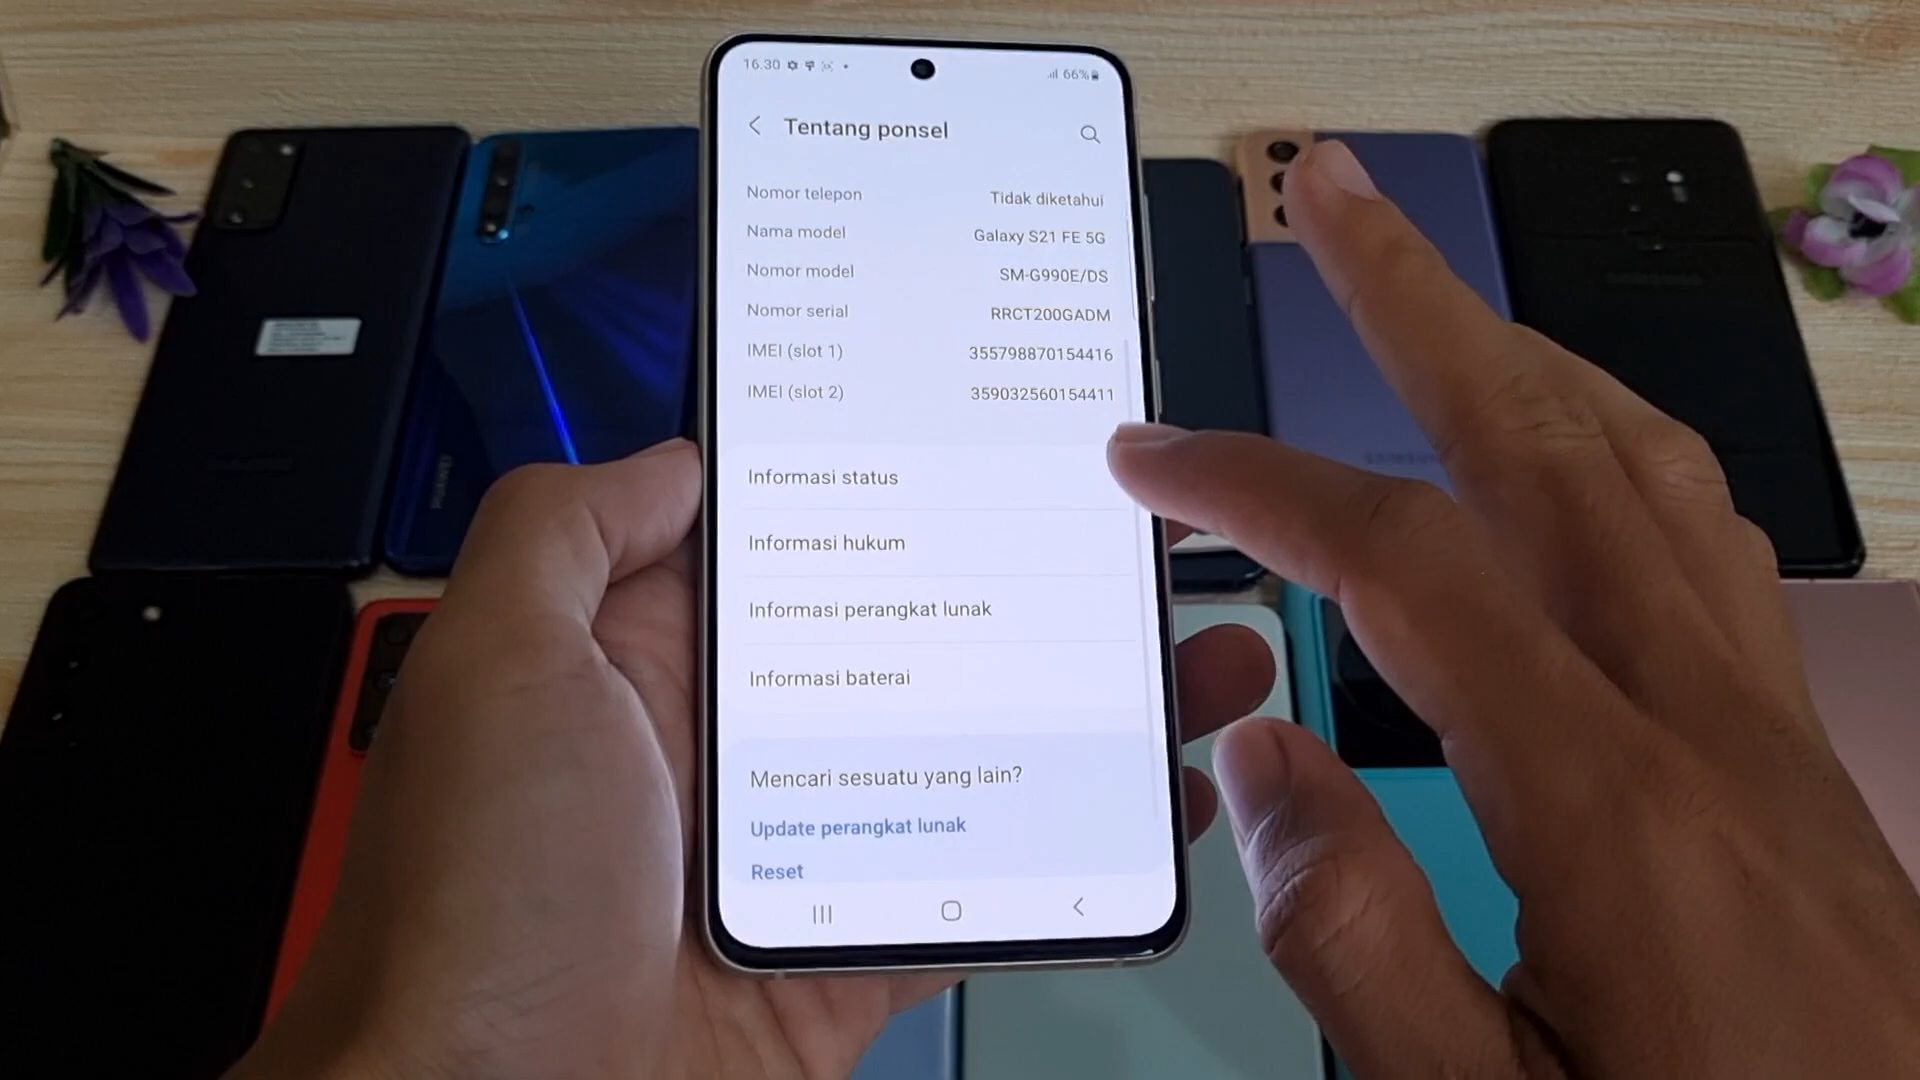 16.30
66%
Tentang ponsel
Nomor telepon Tidak diketahui
Nama model Galaxy S21 FE 5G
Nomor model SM-G990E/DS
Nomor serial RRCT200GADM
IMEI (slot 1) 355798870154416
IMEI (slot 2) 359032560154411
Informasi status
Informasi hukum
Informasi perangkat lunak
Informasi baterai
Mencari sesuatu yang lain?
Update perangkat lunak
Reset